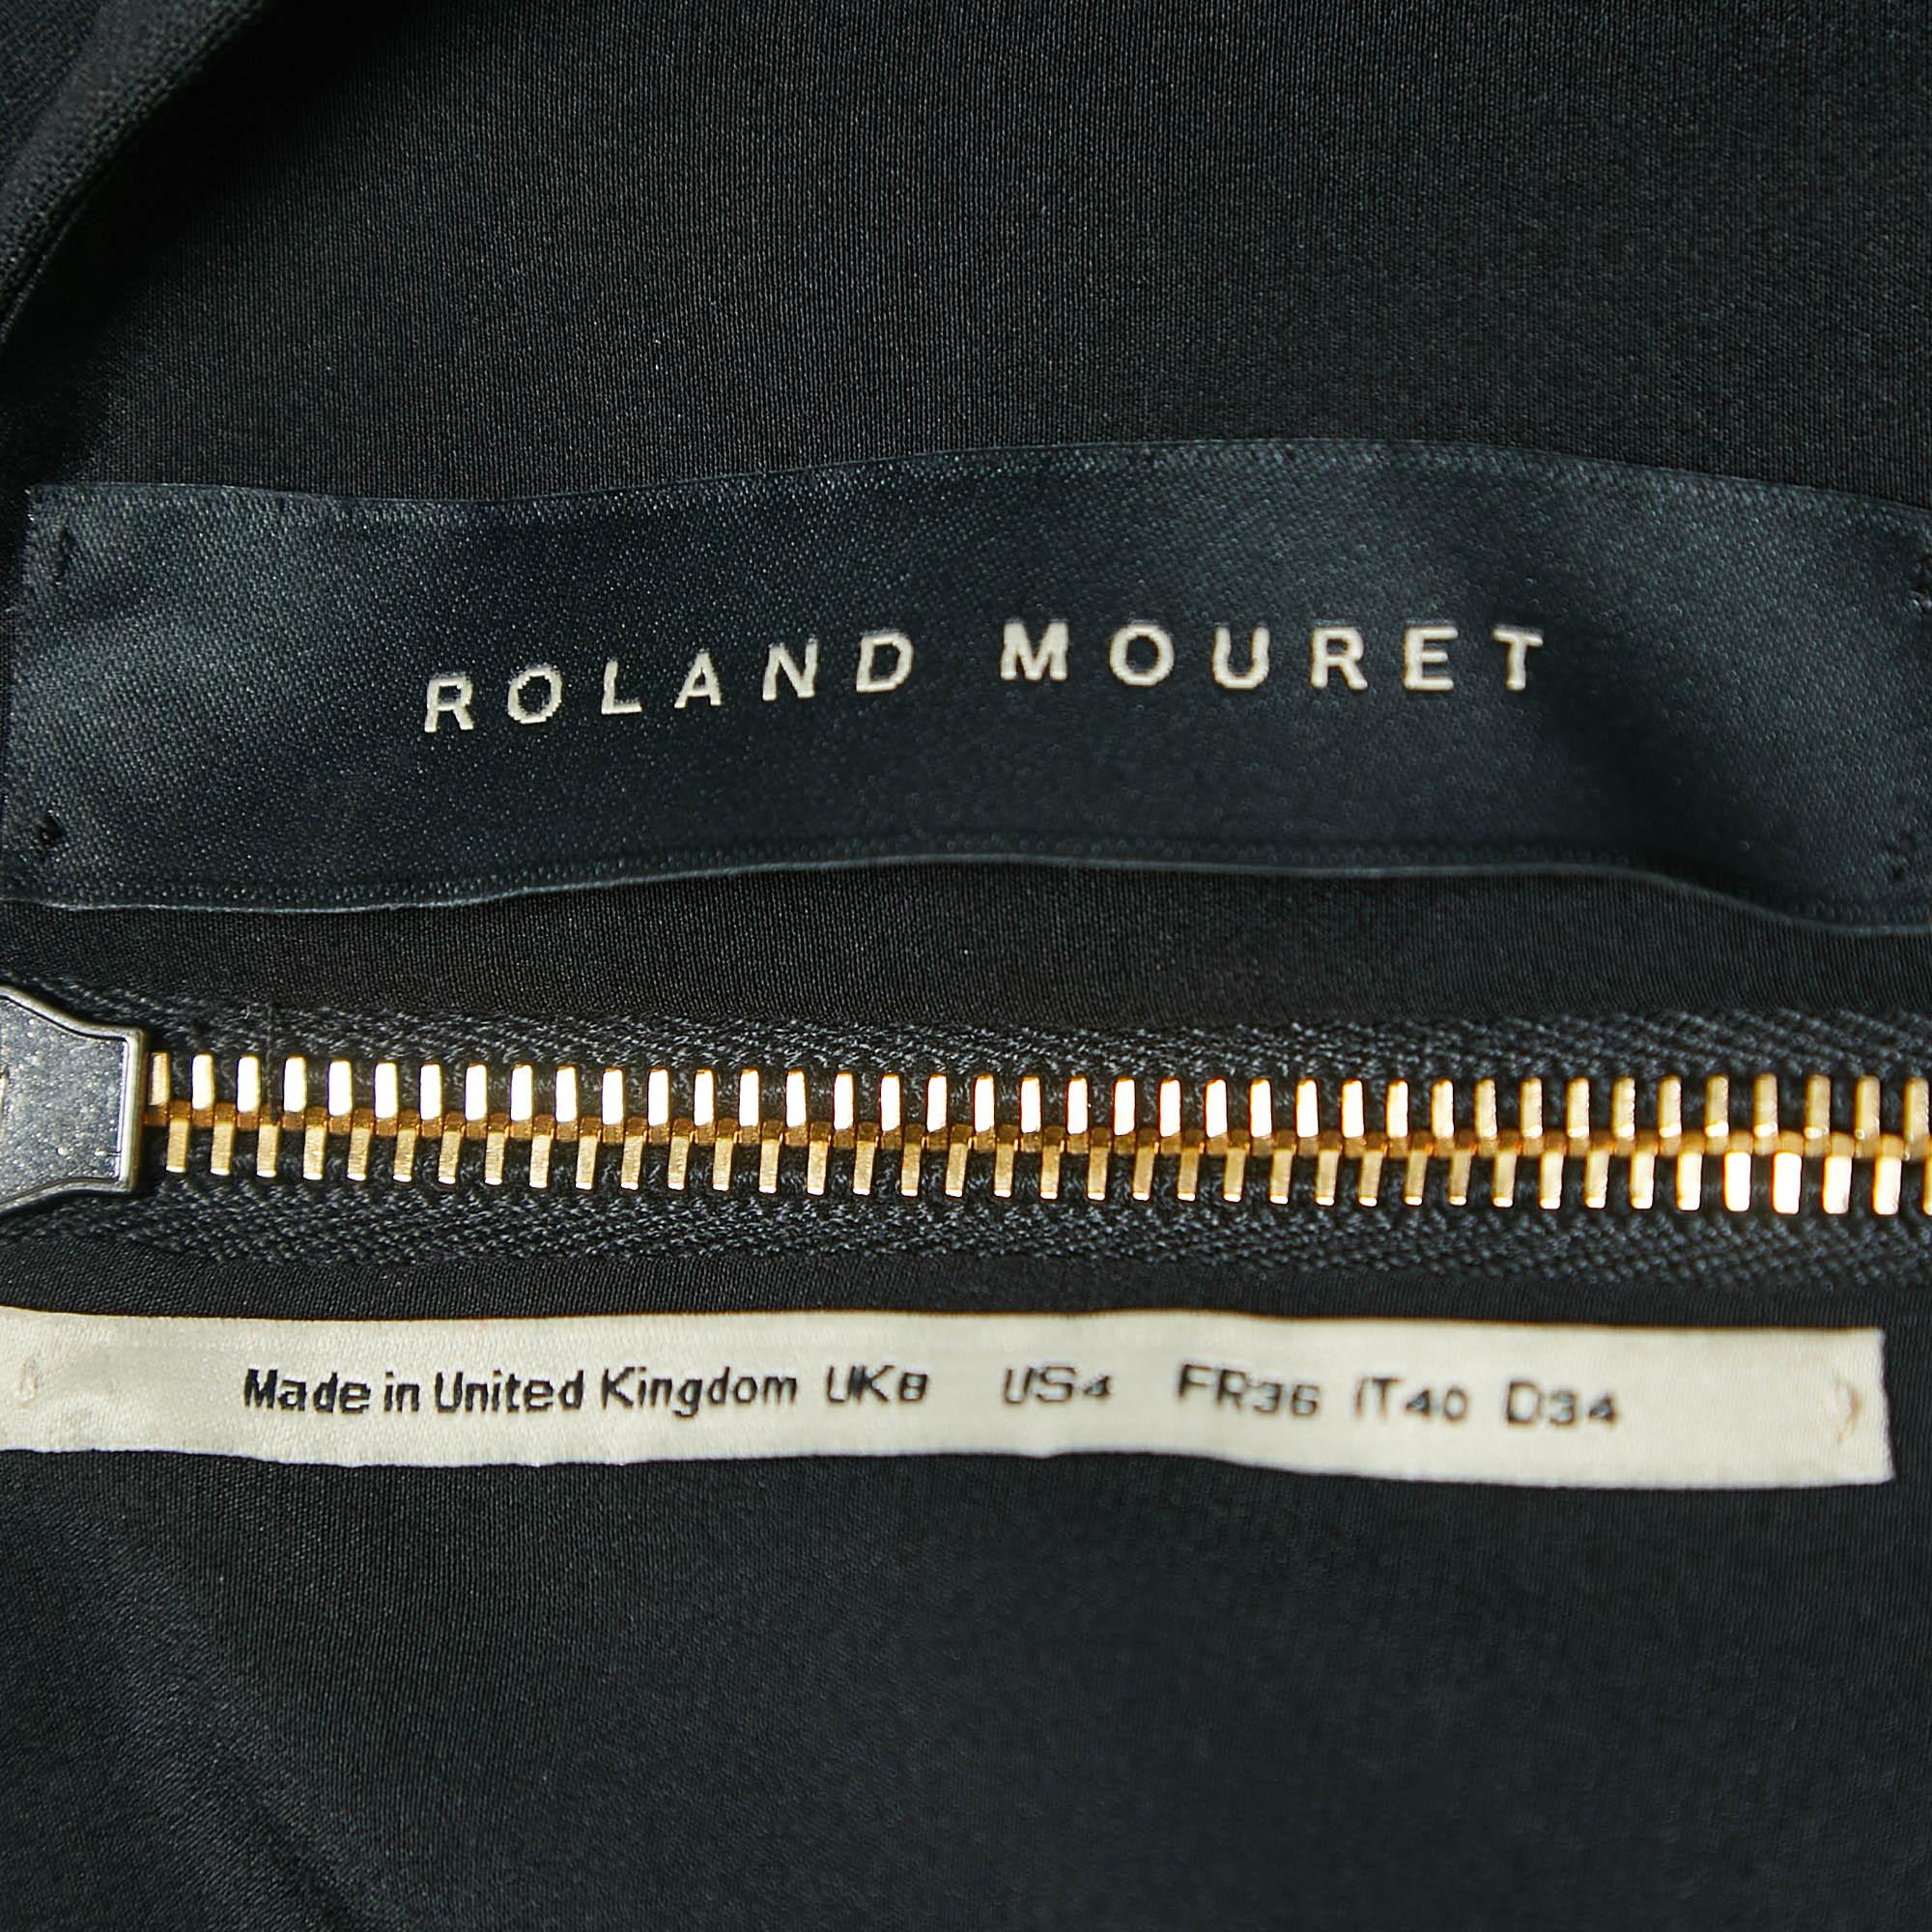 ROLAND MOURET
Made in United Kingdom UK8 US4 FR36 IT40 D34